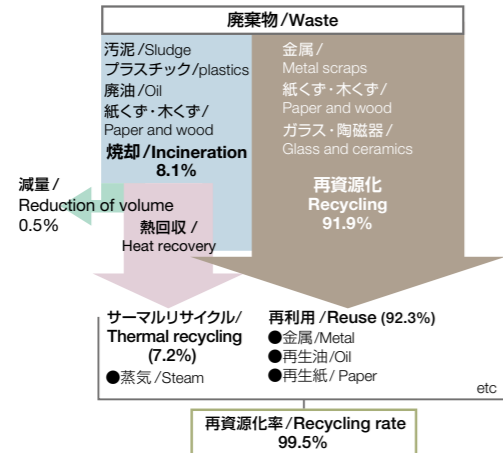 廃棄物/Waste
汚泥/Sludge
プラスチック/plastics
廃油/Oil
紙くず・木くず/
Paper and wood
焼却/Incineration
8.1%
金属/
Metal scraps
紙くず・木くず/
Paper and wood
ガラス・陶磁器/
Glass and ceramics
再資源化
Recycling
91.9%
減量/
Reduction of volume
0.5%
熱回収/
Heat recovery
サーマルリサイクル/
Thermal recycling
(7.2%)
●蒸気/Steam
再利用/Reuse (92.3%)
●金属/Metal
●再生油/Oil
●再生紙/Paper
etc
再資源化率/Recycling rate
99.5%